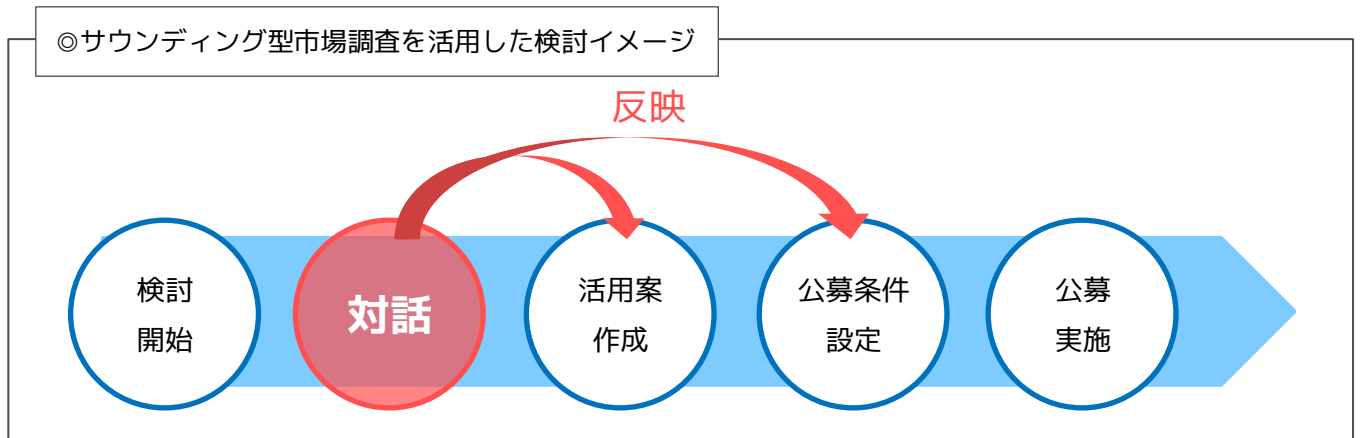 ◎サウンディング型市場調査を活用した検討イメージ
反映
検討
開始
対話
活用案
作成
公募条件
設定
公募
実施